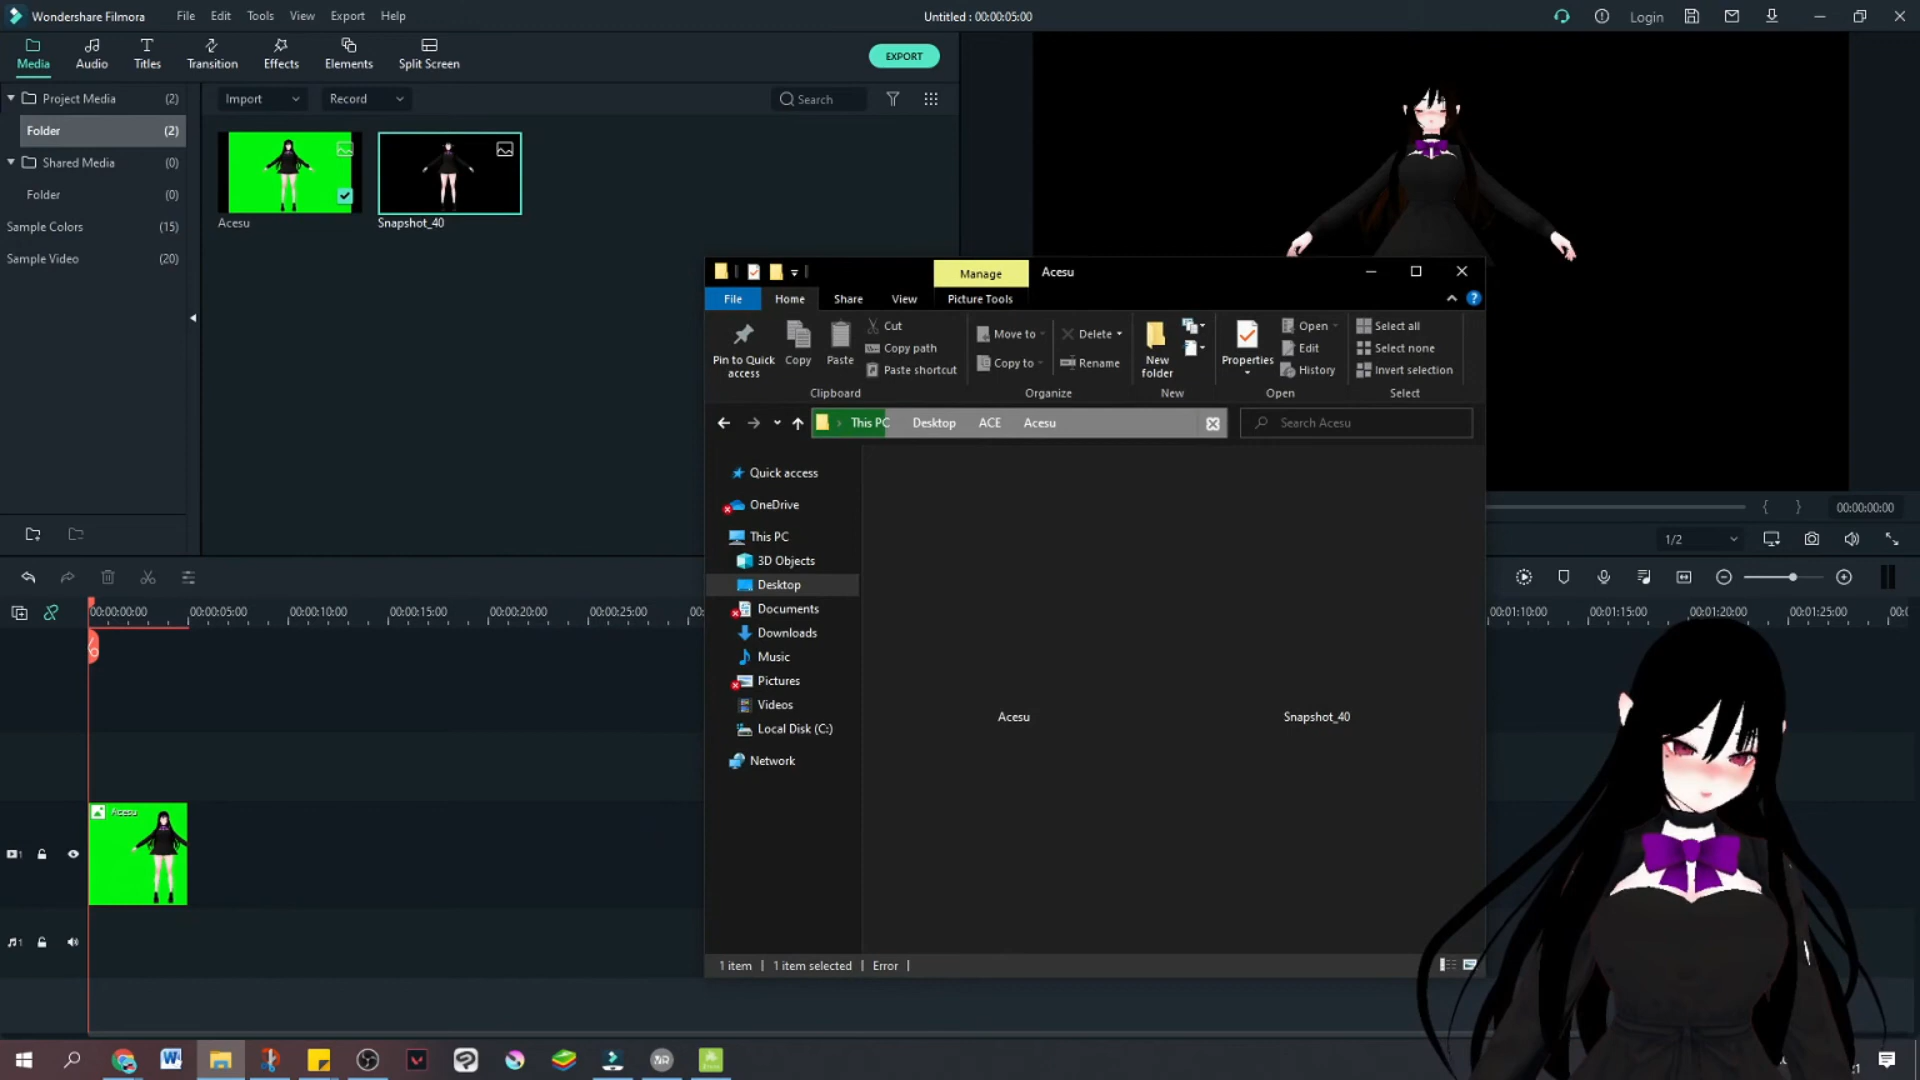 Wondershare Filmora File Edit Tools View Export Help Untitled : 00:00:05:00 Login
Media Audio Titles Transition Effects Elements Split Screen EXPORT
Project Media (2) Import Record Search
Folder (2)
Shared Media (0)
Folder (0)
Sample Colors (15)
Sample Video (20)
Acesu Snapshot_40
Manage Acesu
File Home Share View Picture Tools
Pin to Quick access
Copy
Paste
Cut
Copy path
Paste shortcut
Clipboard
Move to
Copy to
Delete
Rename
Organize
New folder
New
Properties
Open
Edit
History
Open
Select all
Select none
Invert selection
Select
This PC Desktop ACE Acesu Search Acesu
Quick access
OneDrive
This PC
3D Objects
Desktop
Documents
Downloads
Music
Pictures
Videos
Local Disk (C:)
Network
Acesu Snapshot_40
1 item 1 item selected Error
00:00:00:00
1/2
00:00:00:00 00:00:05:00 00:00:10:00 00:00:15:00 00:00:20:00 00:00:25:00 00: 00:01:10:00 00:01:15:00 00:01:20:00 00:01:25:00 00:0
Acesu
1
1